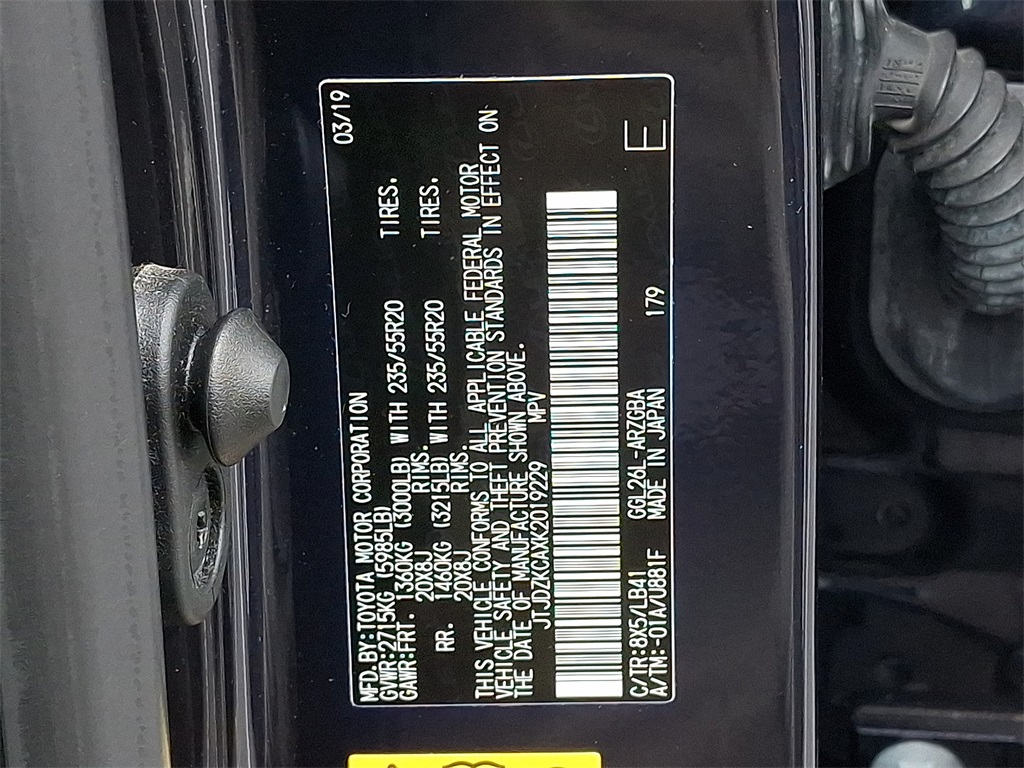 MFD.BY:TOYOTA MOTOR CORPORATION 03/19
GVWR:2715KG (5985LB)
GAWR:FRT. 1360KG (3000LB) WITH 235/55R20 TIRES.
20X8J RIMS.
RR. 1460KG (3215LB) WITH 235/55R20 TIRES.
20X8J RIMS.
THIS VEHICLE CONFORMS TO ALL APPLICABLE FEDERAL MOTOR
VEHICLE SAFETY AND THEFT PREVENTION STANDARDS IN EFFECT ON
THE DATE OF MANUFACTURE SHOWN ABOVE.
JTJDZKCAXK2019229 MPV
C/TR:8X5/LB41 GGL26L-ARZGBA 179
A/TM:-01A/U881F MADE IN JAPAN E